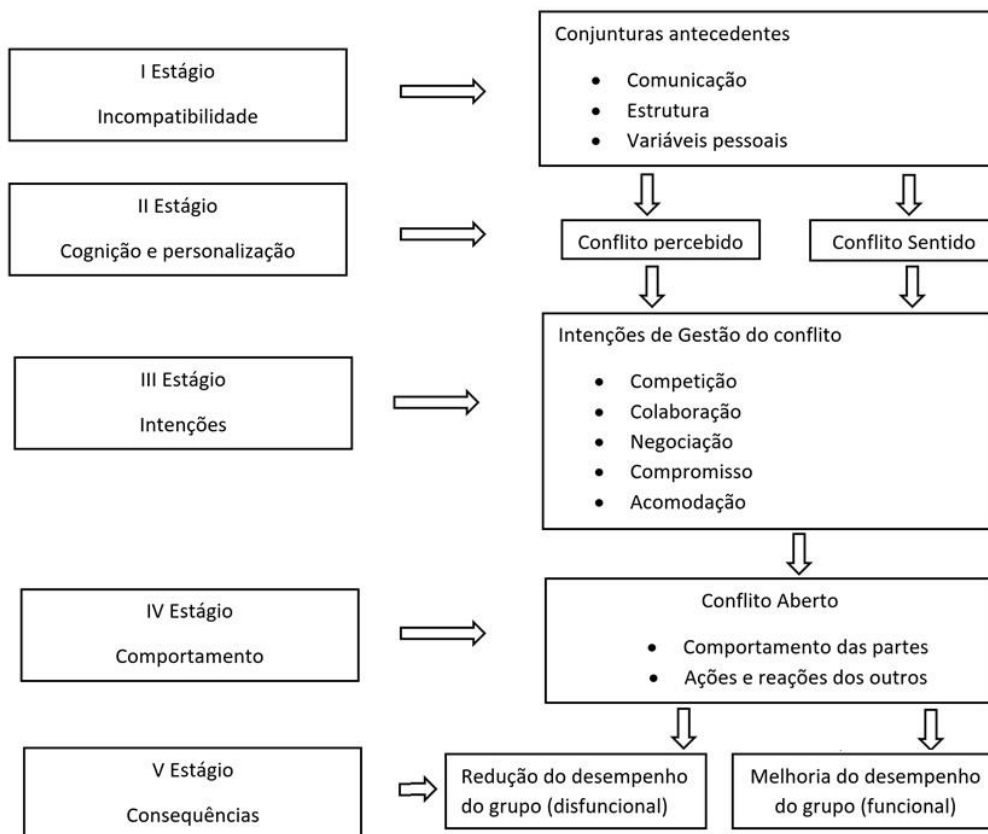 I Estágio
Incompatibilidade
Conjunturas antecedentes
• Comunicação
• Estrutura
• Variáveis pessoais
II Estágio
Cognição e personalização
Conflito percebido
Conflito Sentido
III Estágio
Intenções
Intenções de Gestão do conflito
• Competição
• Colaboração
• Negociação
• Compromisso
• Acomodação
IV Estágio
Comportamento
Conflito Aberto
• Comportamento das partes
• Ações e reações dos outros
V Estágio
Consequências
Redução do desempenho
do grupo (disfuncional)
Melhoria do desempenho
do grupo (funcional)